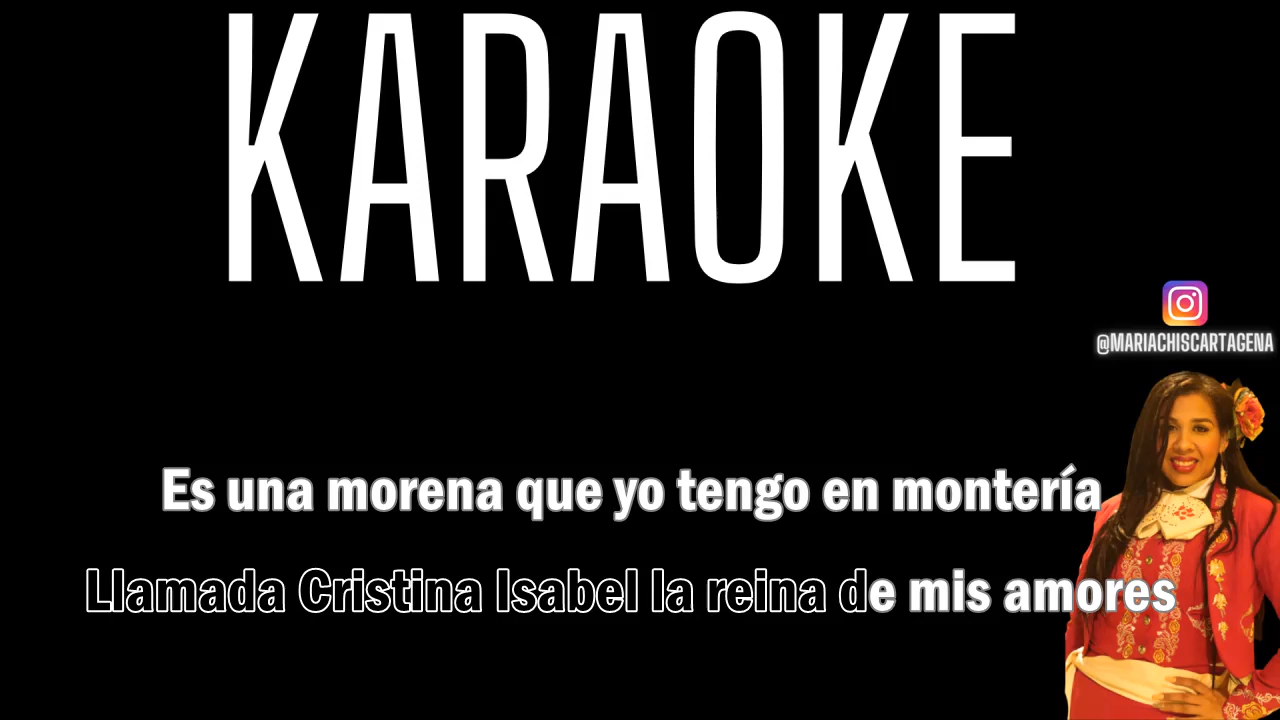 KARAOKE
@MARIACHISCARTAGENA
Es una morena que yo tengo en montería
Llamada Cristina Isabel la reina de mis amores